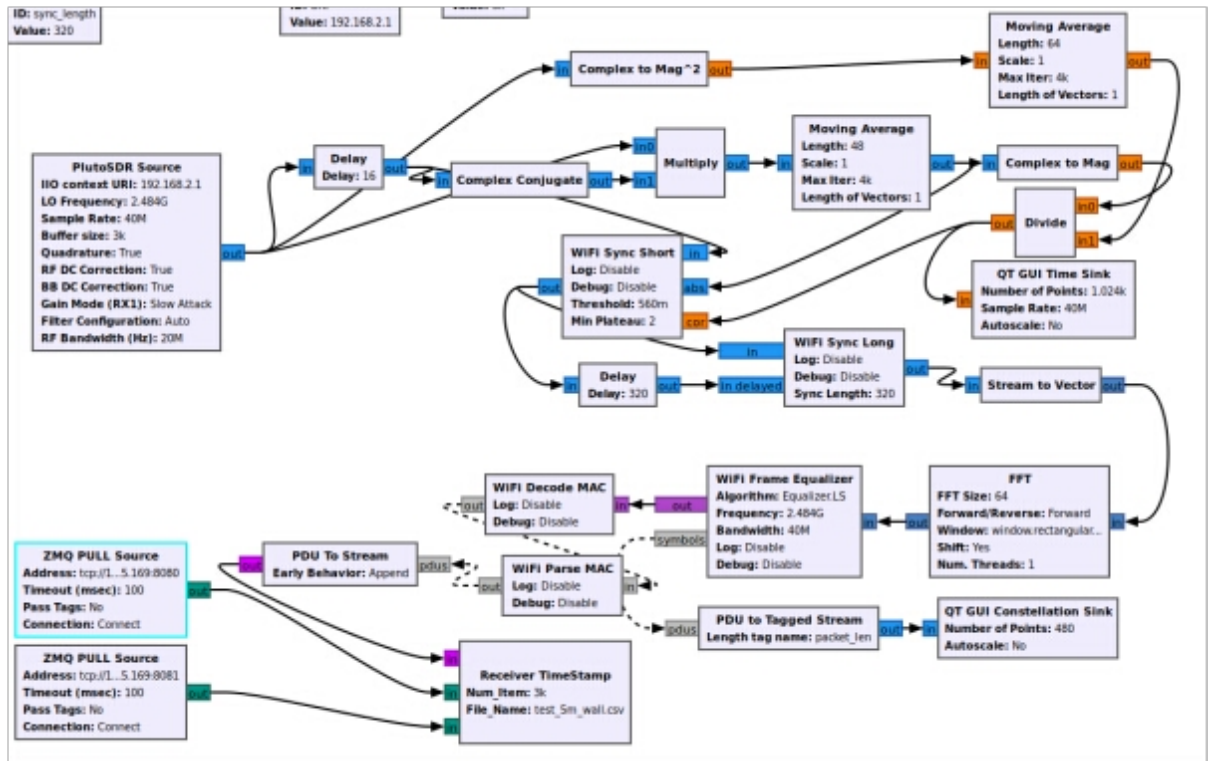 ID: sync_length
Value: 320
Value: 192.168.2.1
Moving Average
Length: 64
Scale: 1
Max Iter: 4k
Length of Vectors: 1
in
out
in
Complex to Mag^2
out
PlutoSDR Source
IIO context URI: 192.168.2.1
LO Frequency: 2.484G
Sample Rate: 40M
Buffer size: 3k
Quadrature: True
RF DC Correction: True
BB DC Correction: True
Gain Mode (RX1): Slow Attack
Filter Configuration: Auto
RF Bandwidth (Hz): 20M
out
in
Delay
Delay: 16
out
in
Complex Conjugate
out
in0
in1
Multiply
out
in
Moving Average
Length: 48
Scale: 1
Max Iter: 4k
Length of Vectors: 1
out
in
Complex to Mag
out
out
Divide
in0
in1
in
QT GUI Time Sink
Number of Points: 1.024k
Sample Rate: 40M
Autoscale: No
out
WiFi Sync Short
Log: Disable
Debug: Disable
Threshold: 560m
Min Plateau: 2
in
abs
cor
in
Delay
Delay: 320
out
in
in delayed
WiFi Sync Long
Log: Disable
Debug: Disable
Sync Length: 320
out
in
Stream to Vector
out
out
WiFi Decode MAC
Log: Disable
Debug: Disable
in
out
symbols
WiFi Frame Equalizer
Algorithm: Equalizer.LS
Frequency: 2.484G
Bandwidth: 40M
Log: Disable
Debug: Disable
in
out
FFT
FFT Size: 64
Forward/Reverse: Forward
Window: window.rectangular...
Shift: Yes
Num. Threads: 1
in
ZMQ PULL Source
Address: tcp://1...5.169:8080
Timeout (msec): 100
Pass Tags: No
Connection: Connect
out
out
PDU To Stream
Early Behavior: Append
pdus
out
WiFi Parse MAC
Log: Disable
Debug: Disable
in
pdus
PDU to Tagged Stream
Length tag name: packet_len
out
in
QT GUI Constellation Sink
Number of Points: 480
Autoscale: No
ZMQ PULL Source
Address: tcp://1...5.169:8081
Timeout (msec): 100
Pass Tags: No
Connection: Connect
out
in
in
in
Receiver TimeStamp
Num_Item: 3k
File_Name: test_5m_wall.csv